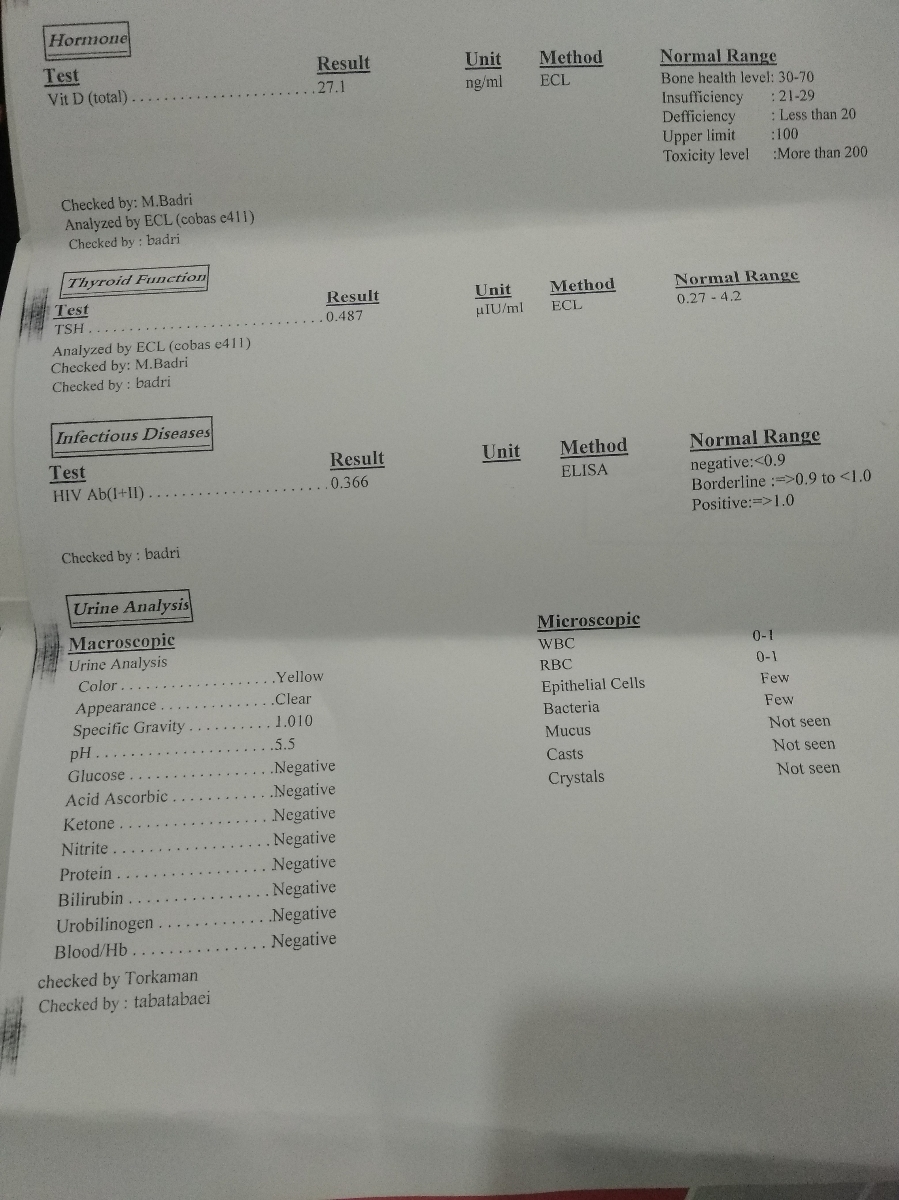 Hormone
Test Result Unit Method Normal Range
Vit D (total) . . . . . . . . . . . . . . . . . . . . . . 27.1 ng/ml ECL Bone health level: 30-70
Insufficiency : 21-29
Defficiency : Less than 20
Upper limit :100
Toxicity level :More than 200
Checked by: M.Badri
Analyzed by ECL (cobas e411)
Checked by : badri
Thyroid Function
Test Result Unit Method Normal Range
TSH . . . . . . . . . . . . . . . . . . . . . . . . . . . . 0.487 µIU/ml ECL 0.27 - 4.2
Analyzed by ECL (cobas e411)
Checked by: M.Badri
Checked by : badri
Infectious Diseases
Test Result Unit Method Normal Range
HIV Ab(I+II) . . . . . . . . . . . . . . . . . . . . . 0.366 ELISA negative:<0.9
Borderline :=>0.9 to <1.0
Positive:=>1.0
Checked by : badri
Urine Analysis
Macroscopic
Urine Analysis
Color . . . . . . . . . . . . . . . . . . . .Yellow
Appearance . . . . . . . . . . . . . . .Clear
Specific Gravity . . . . . . . . . . 1.010
pH . . . . . . . . . . . . . . . . . . . . . .5.5
Glucose . . . . . . . . . . . . . . . . . .Negative
Acid Ascorbic . . . . . . . . . . . . .Negative
Ketone . . . . . . . . . . . . . . . . . . .Negative
Nitrite . . . . . . . . . . . . . . . . . . . .Negative
Protein . . . . . . . . . . . . . . . . . . . Negative
Bilirubin . . . . . . . . . . . . . . . . . Negative
Urobilinogen . . . . . . . . . . . . . .Negative
Blood/Hb . . . . . . . . . . . . . . . . Negative
checked by Torkaman
Checked by : tabatabaei
Microscopic
WBC 0-1
RBC 0-1
Epithelial Cells Few
Bacteria Few
Mucus Not seen
Casts Not seen
Crystals Not seen